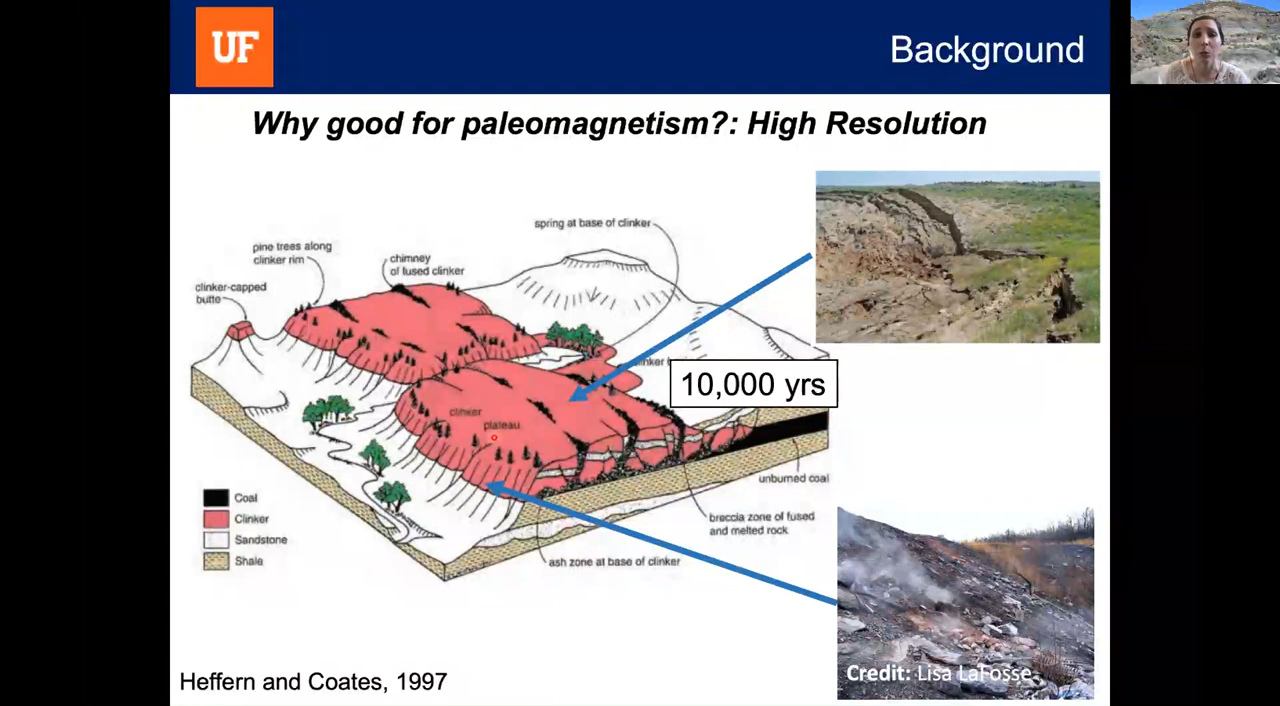 UF
Background
Why good for paleomagnetism?: High Resolution
spring at base of clinker
pine trees along
clinker rim
chimney
of fused clinker
clinker-capped
butte
10,000 yrs
clinker
plateau
unburned coal
Coal
Clinker
Sandstone
Shale
breccia zone of fused
and melted rock
ash zone at base of clinker
Heffern and Coates, 1997
Credit: Lisa LaFosse